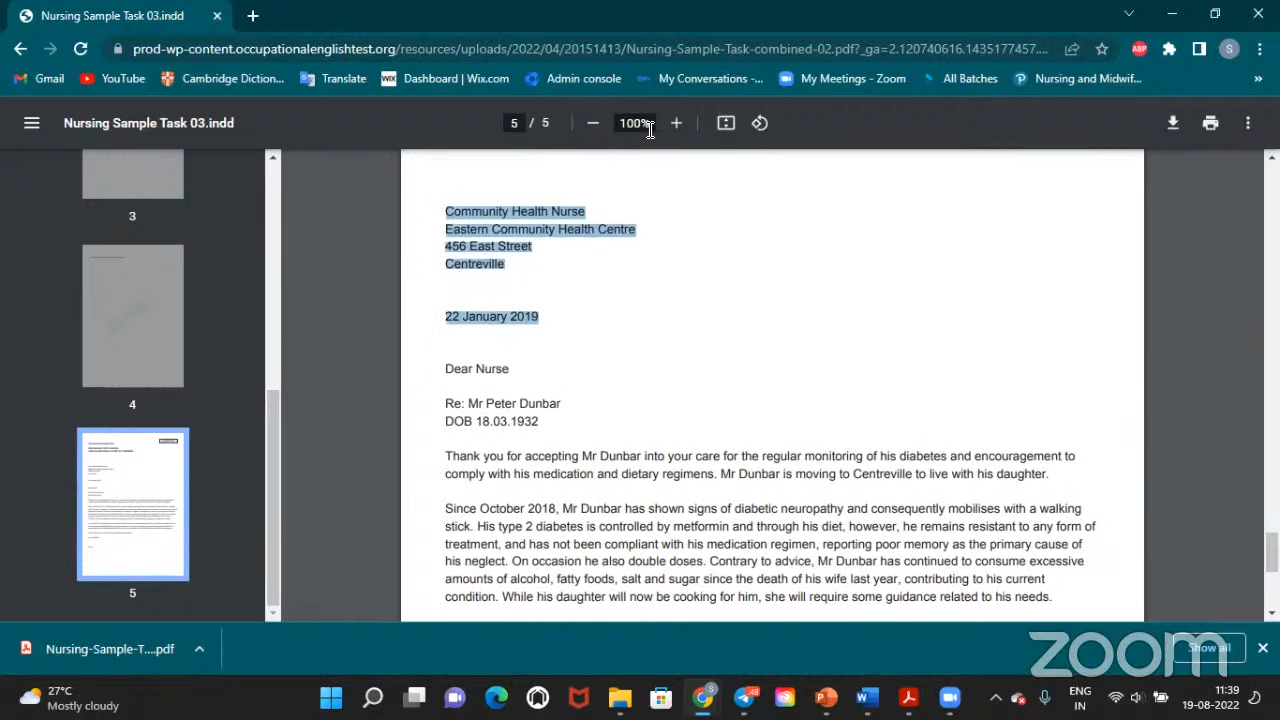 Nursing Sample Task 03.indd
prod-wp-content.occupationalenglishtest.org/resources/uploads/2022/04/20151413/Nursing-Sample-Task-combined-02.pdf?_ga=2.120740616.1435177457....
ABP
S
Gmail
YouTube
Cambridge Diction...
Translate
WIX
Dashboard | Wix.com
Admin console
My Conversations -...
My Meetings - Zoom
All Batches
Nursing and Midwif...
»
Nursing Sample Task 03.indd
5 / 5
100%
3
4
5
Community Health Nurse
Eastern Community Health Centre
456 East Street
Centreville
22 January 2019
Dear Nurse
Re: Mr Peter Dunbar
DOB 18.03.1932
Thank you for accepting Mr Dunbar into your care for the regular monitoring of his diabetes and encouragement to
comply with his medication and dietary regimens. Mr Dunbar is moving to Centreville to live with his daughter.
Since October 2018, Mr Dunbar has shown signs of diabetic neuropathy and consequently mobilises with a walking
stick. His type 2 diabetes is controlled by metformin and through his diet, however, he remains resistant to any form of
treatment, and has not been compliant with his medication regimen, reporting poor memory as the primary cause of
his neglect. On occasion he also double doses. Contrary to advice, Mr Dunbar has continued to consume excessive
amounts of alcohol, fatty foods, salt and sugar since the death of his wife last year, contributing to his current
condition. While his daughter will now be cooking for him, she will require some guidance related to his needs.
Nursing-Sample-T....pdf
Show all
zoom
27°C
Mostly cloudy
48
ENG
IN
11:39
19-08-2022